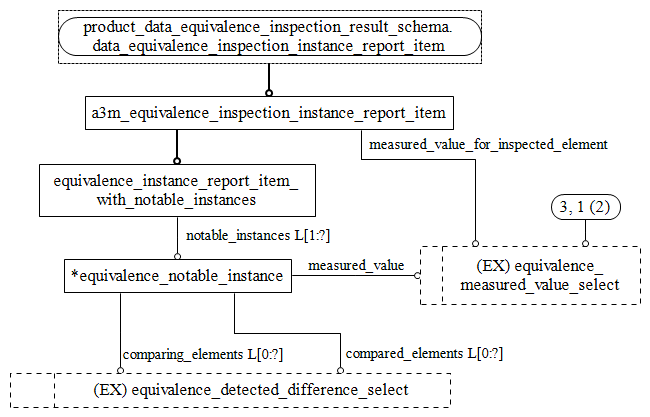 product_data_equivalence_inspection_result_schema.
data_equivalence_inspection_instance_report_item
a3m_equivalence_inspection_instance_report_item
measured_value_for_inspected_element
equivalence_instance_report_item_
with_notable_instances
3, 1 (2)
notable_instances L[1:?]
*equivalence_notable_instance
measured_value
(EX) equivalence_
measured_value_select
comparing_elements L[0:?]
compared_elements L[0:?]
(EX) equivalence_detected_difference_select